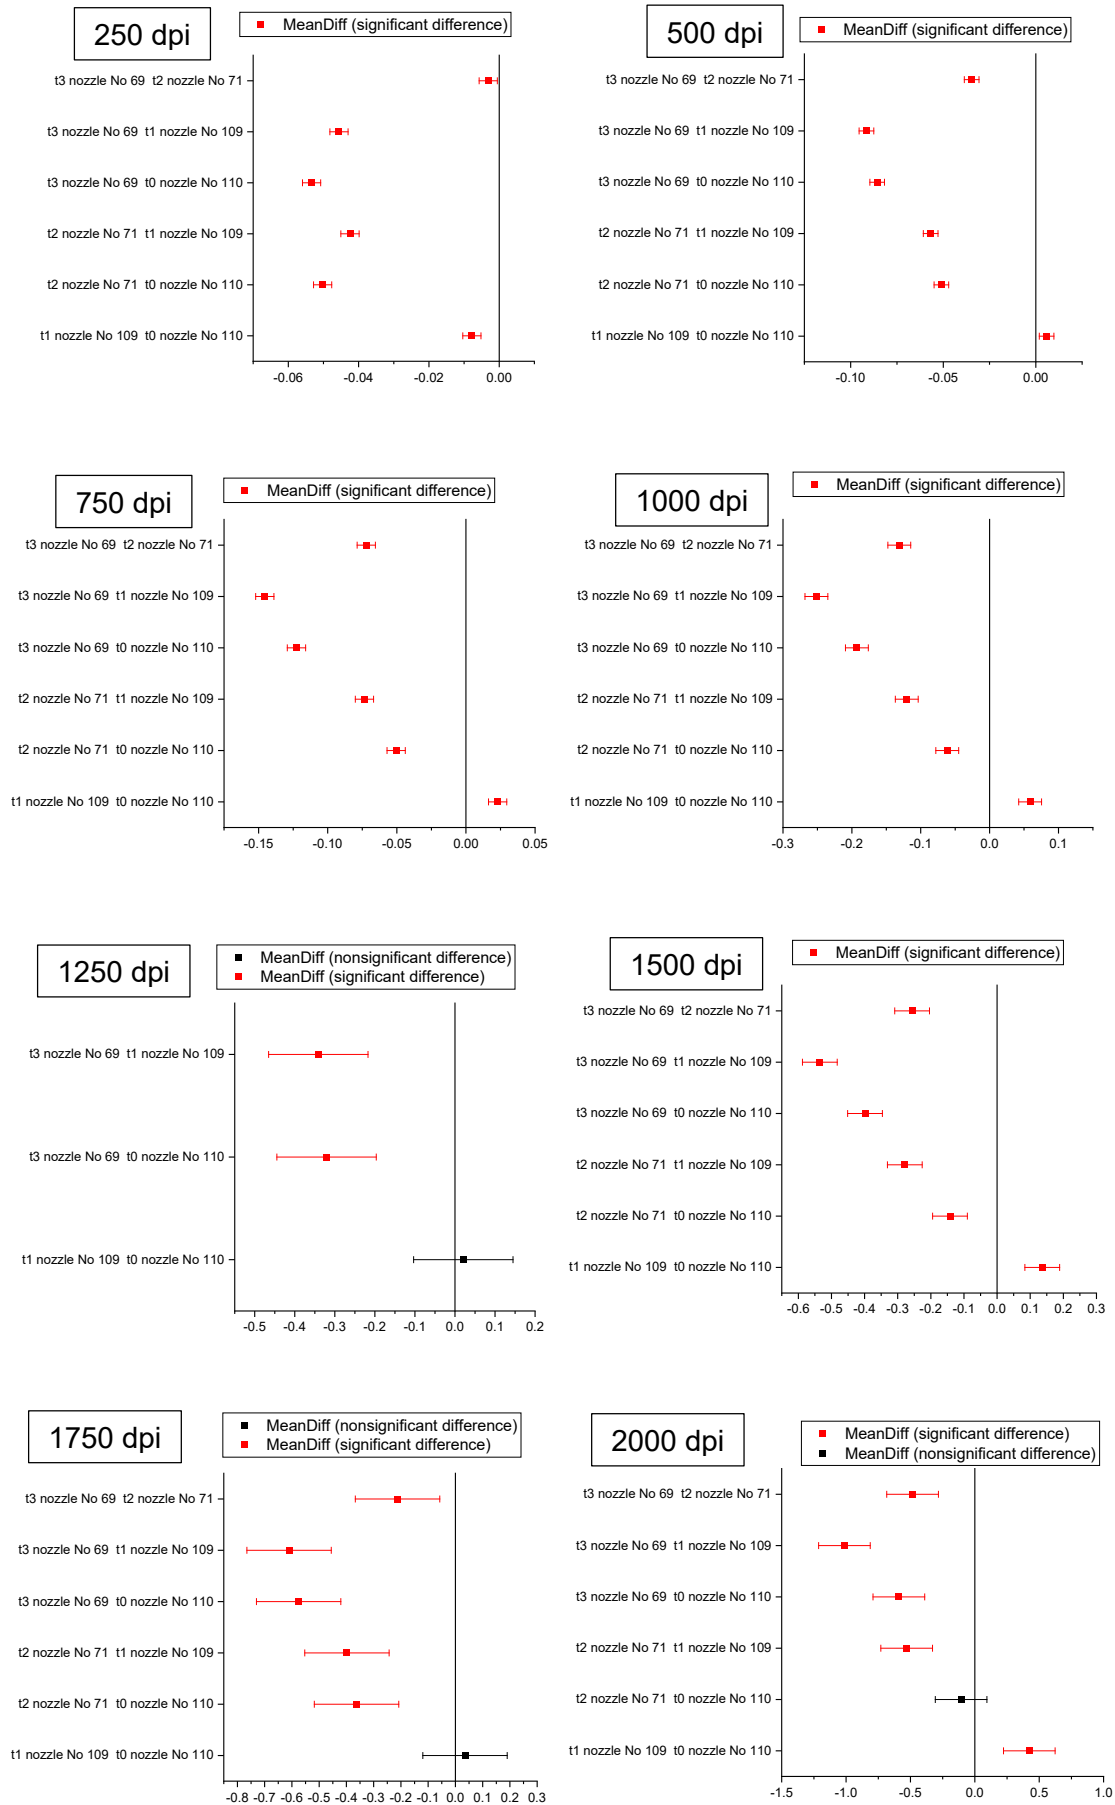 250 dpi
MeanDiff (significant difference)
t3 nozzle No 69 t2 nozzle No 71
t3 nozzle No 69 t1 nozzle No 109
t3 nozzle No 69 t0 nozzle No 110
t2 nozzle No 71 t1 nozzle No 109
t2 nozzle No 71 t0 nozzle No 110
t1 nozzle No 109 t0 nozzle No 110
-0.06 -0.04 -0.02 0.00
500 dpi
MeanDiff (significant difference)
t3 nozzle No 69 t2 nozzle No 71
t3 nozzle No 69 t1 nozzle No 109
t3 nozzle No 69 t0 nozzle No 110
t2 nozzle No 71 t1 nozzle No 109
t2 nozzle No 71 t0 nozzle No 110
t1 nozzle No 109 t0 nozzle No 110
-0.10 -0.05 0.00
750 dpi
MeanDiff (significant difference)
t3 nozzle No 69 t2 nozzle No 71
t3 nozzle No 69 t1 nozzle No 109
t3 nozzle No 69 t0 nozzle No 110
t2 nozzle No 71 t1 nozzle No 109
t2 nozzle No 71 t0 nozzle No 110
t1 nozzle No 109 t0 nozzle No 110
-0.15 -0.10 -0.05 0.00 0.05
1000 dpi
MeanDiff (significant difference)
t3 nozzle No 69 t2 nozzle No 71
t3 nozzle No 69 t1 nozzle No 109
t3 nozzle No 69 t0 nozzle No 110
t2 nozzle No 71 t1 nozzle No 109
t2 nozzle No 71 t0 nozzle No 110
t1 nozzle No 109 t0 nozzle No 110
-0.3 -0.2 -0.1 0.0 0.1
1250 dpi
MeanDiff (nonsignificant difference)
MeanDiff (significant difference)
t3 nozzle No 69 t1 nozzle No 109
t3 nozzle No 69 t0 nozzle No 110
t1 nozzle No 109 t0 nozzle No 110
-0.5 -0.4 -0.3 -0.2 -0.1 0.0 0.1 0.2
1500 dpi
MeanDiff (significant difference)
t3 nozzle No 69 t2 nozzle No 71
t3 nozzle No 69 t1 nozzle No 109
t3 nozzle No 69 t0 nozzle No 110
t2 nozzle No 71 t1 nozzle No 109
t2 nozzle No 71 t0 nozzle No 110
t1 nozzle No 109 t0 nozzle No 110
-0.6 -0.5 -0.4 -0.3 -0.2 -0.1 0.0 0.1 0.2 0.3
1750 dpi
MeanDiff (nonsignificant difference)
MeanDiff (significant difference)
t3 nozzle No 69 t2 nozzle No 71
t3 nozzle No 69 t1 nozzle No 109
t3 nozzle No 69 t0 nozzle No 110
t2 nozzle No 71 t1 nozzle No 109
t2 nozzle No 71 t0 nozzle No 110
t1 nozzle No 109 t0 nozzle No 110
-0.8 -0.7 -0.6 -0.5 -0.4 -0.3 -0.2 -0.1 0.0 0.1 0.2 0.3
2000 dpi
MeanDiff (significant difference)
MeanDiff (nonsignificant difference)
t3 nozzle No 69 t2 nozzle No 71
t3 nozzle No 69 t1 nozzle No 109
t3 nozzle No 69 t0 nozzle No 110
t2 nozzle No 71 t1 nozzle No 109
t2 nozzle No 71 t0 nozzle No 110
t1 nozzle No 109 t0 nozzle No 110
-1.5 -1.0 -0.5 0.0 0.5 1.0